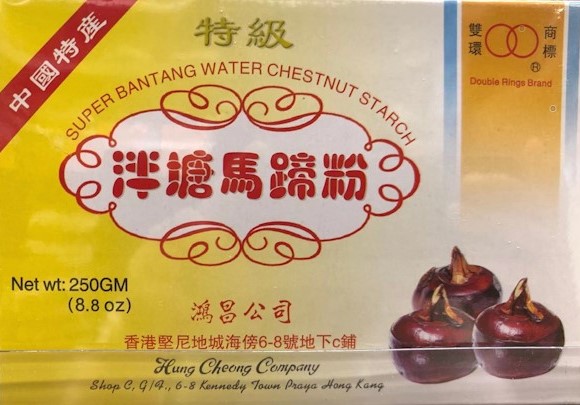 中國特產
特級
雙環
商標
®
Double Rings Brand
SUPER BANTANG WATER CHESTNUT STARCH
泮塘馬蹄粉
Net wt: 250GM
(8.8 oz)
鴻昌公司
香港堅尼地城海傍6-8號地下c鋪
Hung Cheong Company
Shop C, G/F., 6-8 Kennedy Town Praya Hong Kong